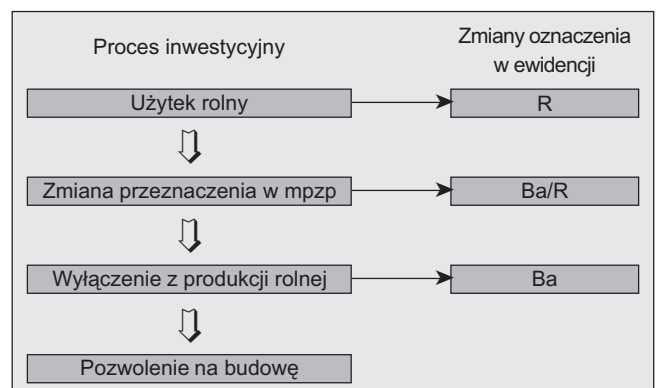 Proces inwestycyjny
Zmiany oznaczenia
w ewidencji
Użytek rolny
R
Zmiana przeznaczenia w mpzp
Ba/R
Wyłączenie z produkcji rolnej
Ba
Pozwolenie na budowę